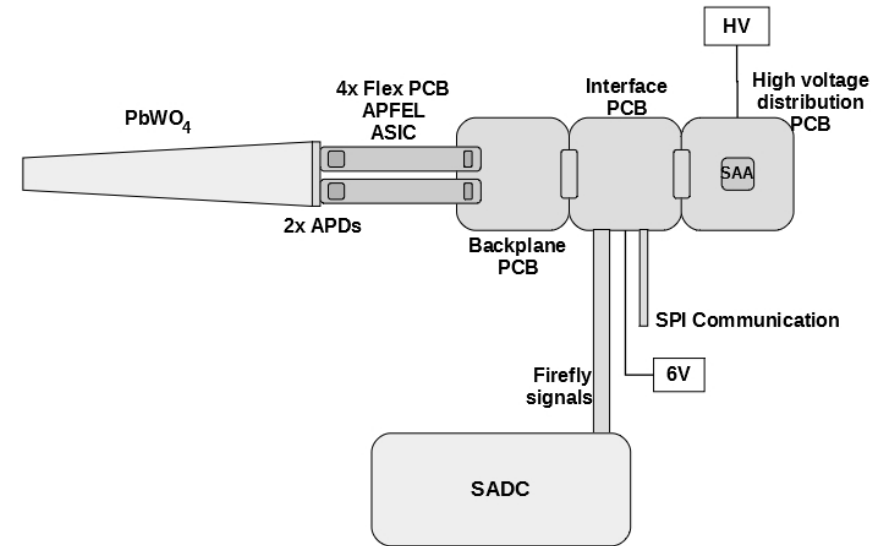 HV
High voltage
distribution
PCB
Interface
PCB
4x Flex PCB
APFEL
ASIC
PbWO4
SAA
2x APDs
Backplane
PCB
SPI Communication
Firefly
signals
6V
SADC